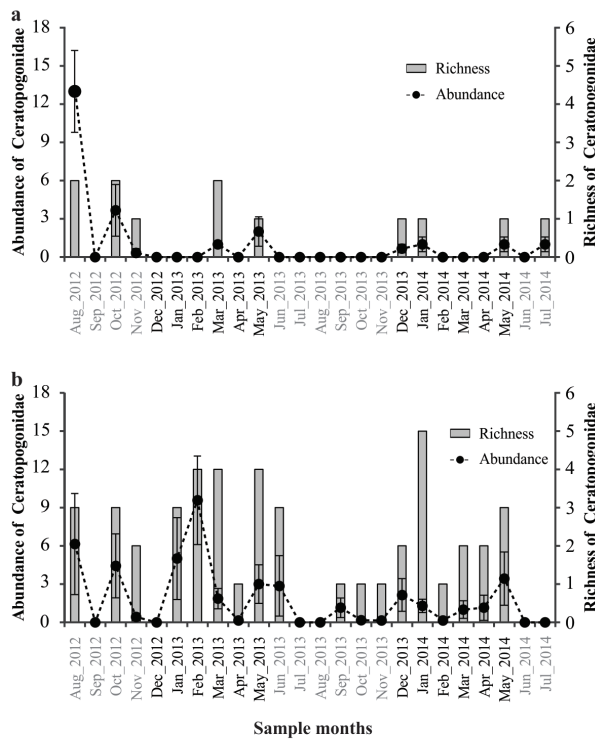 a
18
15
12
9
6
3
0
Abundance of Ceratopogonidae
6
5
4
3
2
1
0
Richness of Ceratopogonidae
Richness
Abundance
Aug_2012
Sep_2012
Oct_2012
Nov_2012
Dec_2012
Jan_2013
Feb_2013
Mar_2013
Apr_2013
May_2013
Jun_2013
Jul_2013
Aug_2013
Sep_2013
Oct_2013
Nov_2013
Dec_2013
Jan_2014
Feb_2014
Mar_2014
Apr_2014
May_2014
Jun_2014
Jul_2014
b
18
15
12
9
6
3
0
Abundance of Ceratopogonidae
6
5
4
3
2
1
0
Richness of Ceratopogonidae
Richness
Abundance
Aug_2012
Sep_2012
Oct_2012
Nov_2012
Dec_2012
Jan_2013
Feb_2013
Mar_2013
Apr_2013
May_2013
Jun_2013
Jul_2013
Aug_2013
Sep_2013
Oct_2013
Nov_2013
Dec_2013
Jan_2014
Feb_2014
Mar_2014
Apr_2014
May_2014
Jun_2014
Jul_2014
Sample months